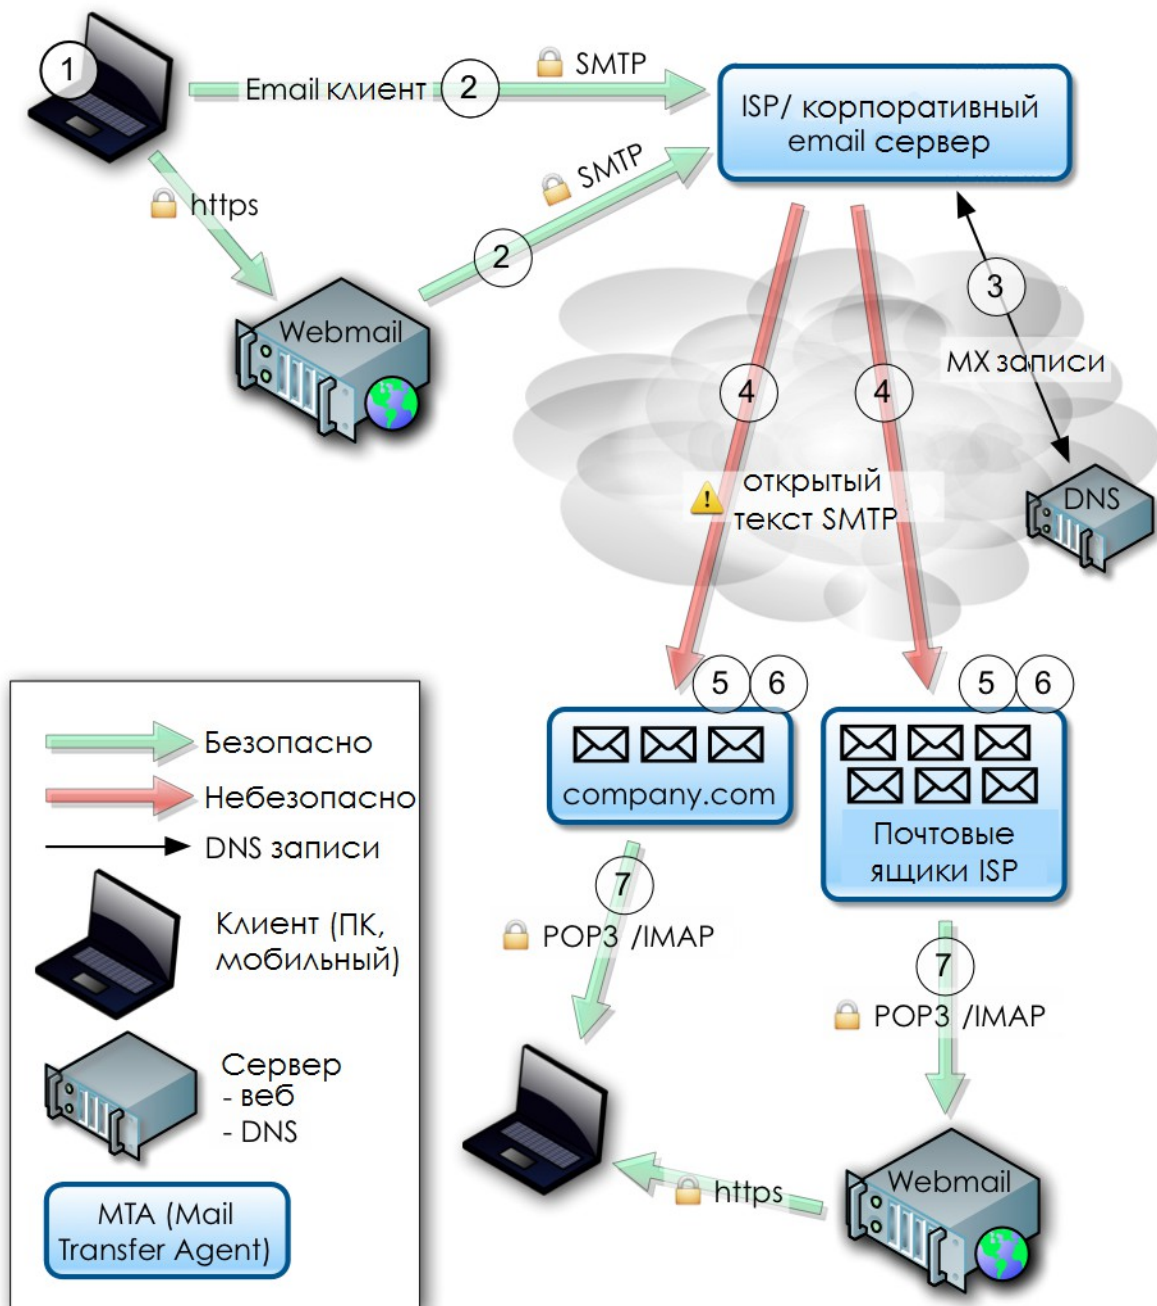 1
Email клиент
2
SMTP
ISP/ корпоративный
email сервер
https
SMTP
2
Webmail
3
MX записи
4
4
DNS
открытый
текст SMTP
5
6
5
6
company.com
Почтовые
ящики ISP
7
POP3 /IMAP
7
POP3 /IMAP
https
Webmail
Безопасно
Небезопасно
DNS записи
Клиент (ПК,
мобильный)
Сервер
- веб
- DNS
MTA (Mail
Transfer Agent)